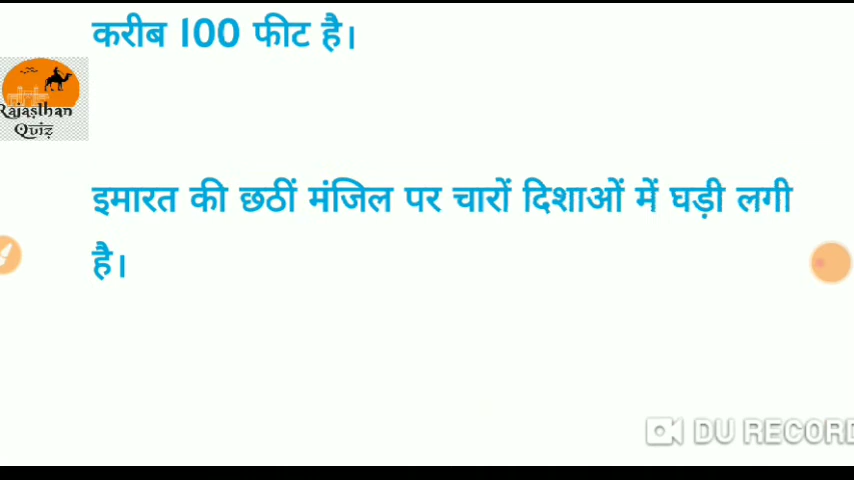 करीब 100 फीट है।
Rajasthan
Quiz
इमारत की छठीं मंजिल पर चारों दिशाओं में घड़ी लगी
है।
DU RECORD